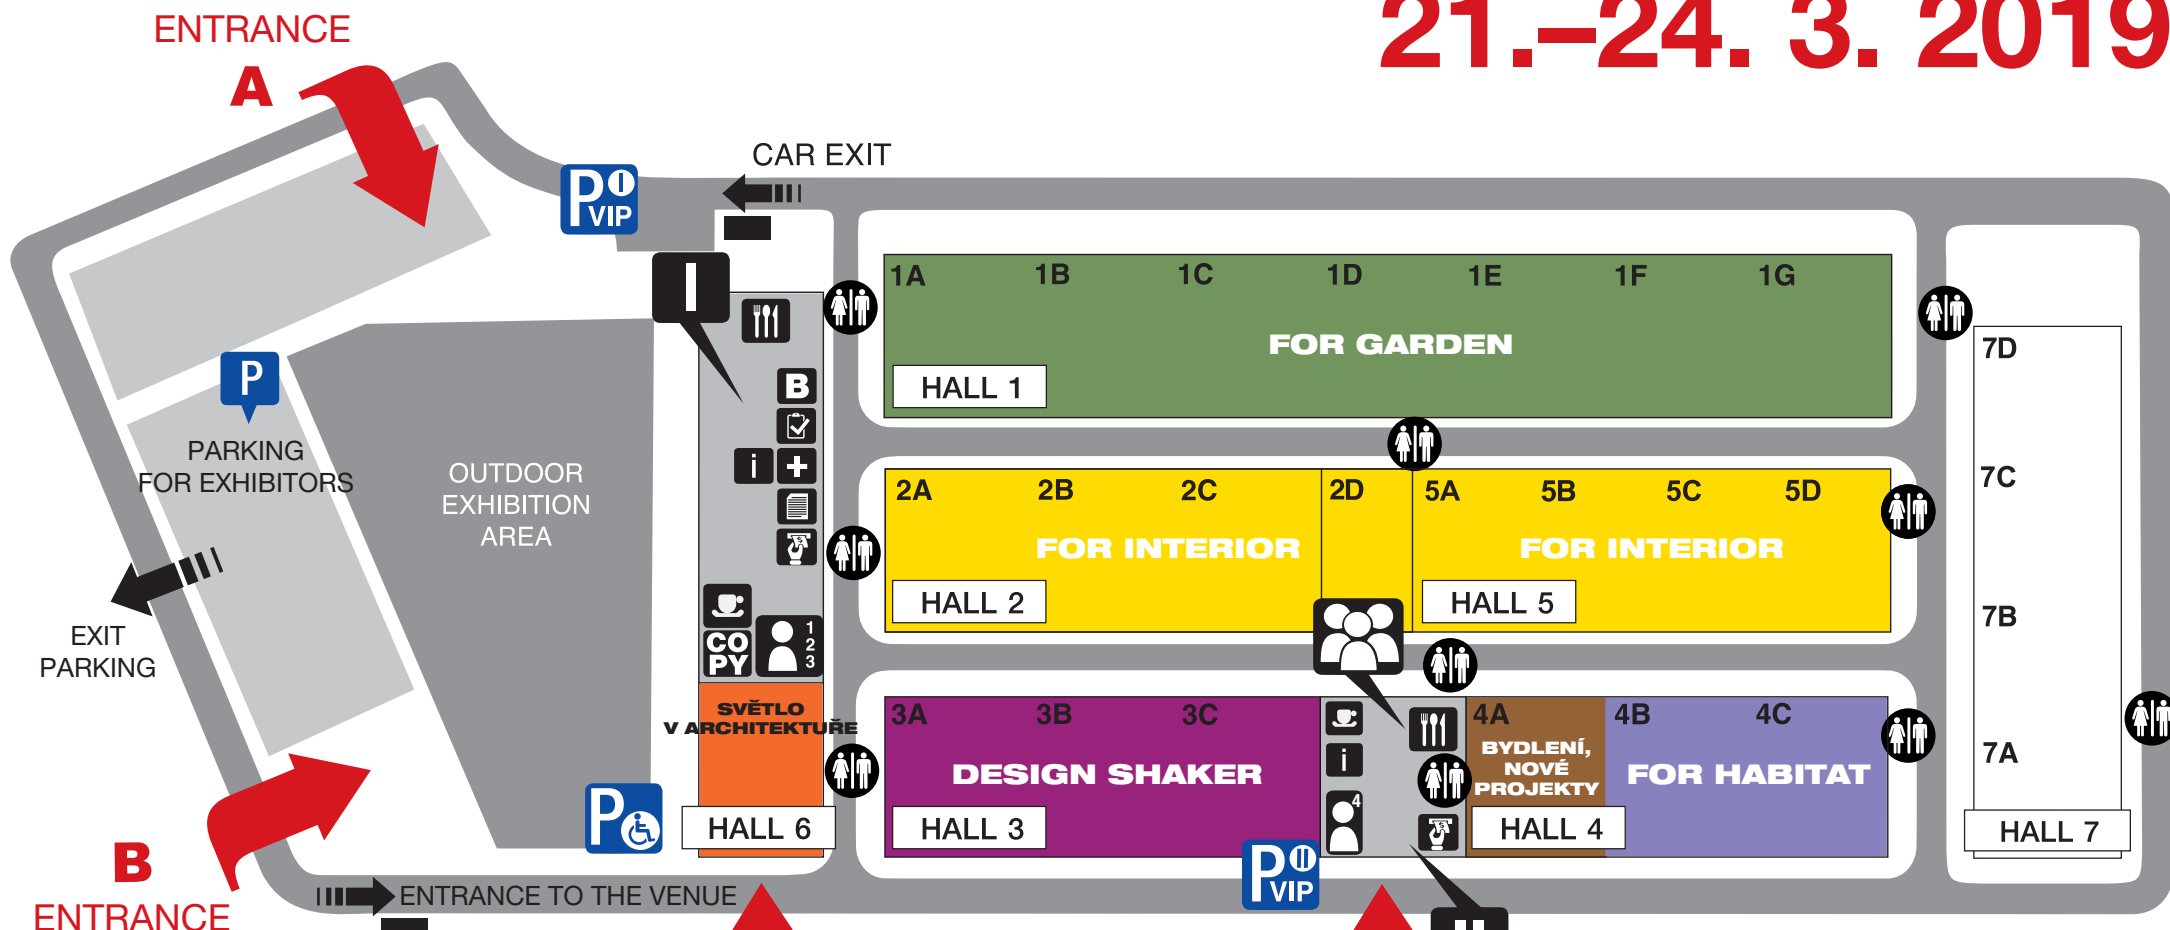 21.–24. 3. 2019
ENTRANCE
A
CAR EXIT
P I
VIP
I
1A 1B 1C 1D 1E 1F 1G
FOR GARDEN
HALL 1
7D
P
PARKING
FOR EXHIBITORS
OUTDOOR
EXHIBITION
AREA
B
i
2A 2B 2C 2D 5A 5B 5C 5D
FOR INTERIOR FOR INTERIOR
HALL 2 HALL 5
7C
7B
EXIT
PARKING
CO
PY
1
2
3
SVĚTLO
V ARCHITEKTUŘE
3A 3B 3C 4A 4B 4C
DESIGN SHAKER
i
4
BYDLENÍ,
NOVÉ
PROJEKTY
FOR HABITAT
7A
P
HALL 6 HALL 3 HALL 4 HALL 7
P II
VIP
B
ENTRANCE
ENTRANCE TO THE VENUE
II